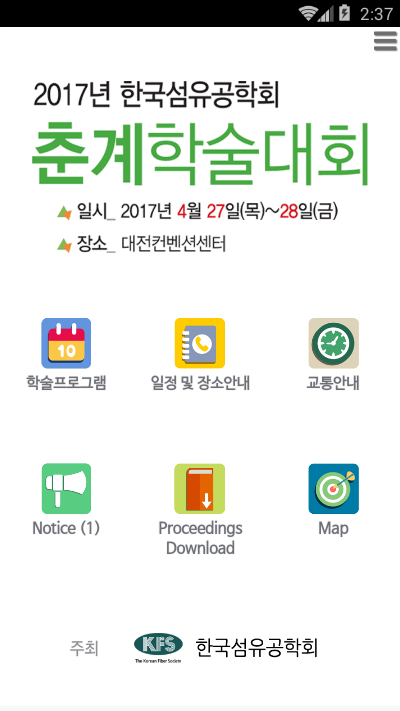 2:37
2017년 한국섬유공학회
춘계학술대회
일시_ 2017년 4월 27일(목)~28일(금)
장소_ 대전컨벤션센터
10
학술프로그램
일정 및 장소안내
교통안내
Notice (1)
Proceedings
Download
Map
주최
KFS
The Korean Fiber Society
한국섬유공학회